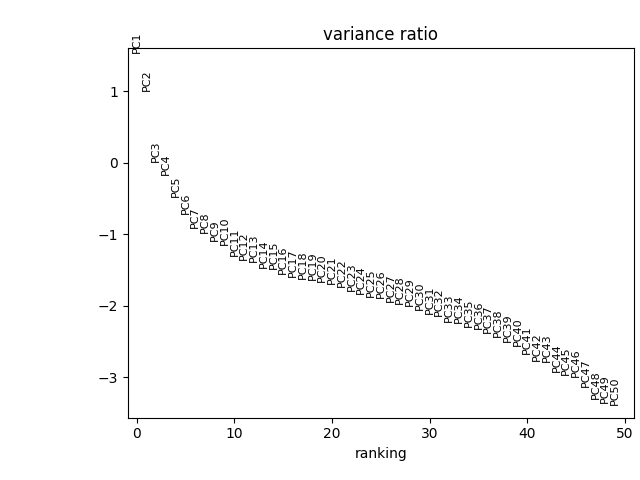 variance ratio
PC1
PC2
PC3
PC4
PC5
PC6
PC7
PC8
PC9
PC10
PC11
PC12
PC13
PC14
PC15
PC16
PC17
PC18
PC19
PC20
PC21
PC22
PC23
PC24
PC25
PC26
PC27
PC28
PC29
PC30
PC31
PC32
PC33
PC34
PC35
PC36
PC37
PC38
PC39
PC40
PC41
PC42
PC43
PC44
PC45
PC46
PC47
PC48
PC49
PC50
1
0
−1
−2
−3
0 10 20 30 40 50
ranking